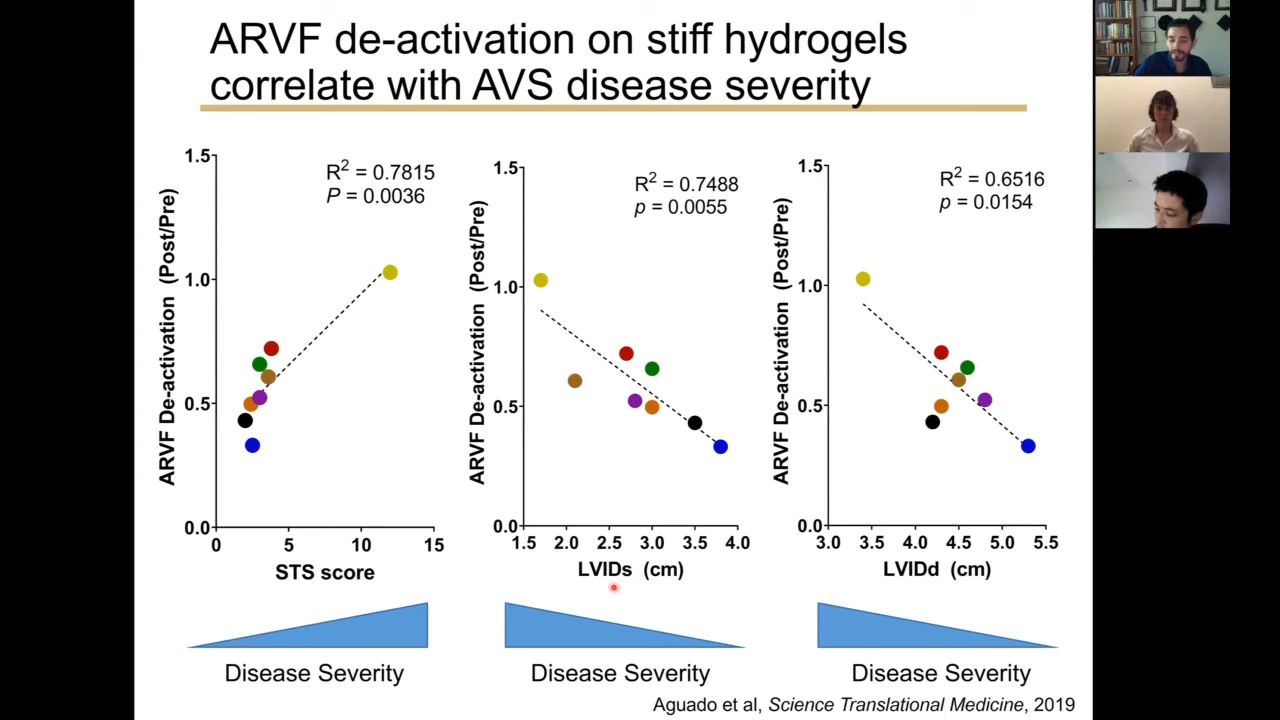 ARVF de-activation on stiff hydrogels
correlate with AVS disease severity
ARVF De-activation (Post/Pre)
1.5
1.0
0.5
0.0
R² = 0.7815
P = 0.0036
0 5 10 15
STS score
Disease Severity
ARVF De-activation (Post/Pre)
1.5
1.0
0.5
0.0
R² = 0.7488
p = 0.0055
1.5 2.0 2.5 3.0 3.5 4.0
LVIDs (cm)
Disease Severity
ARVF De-activation (Post/Pre)
1.5
1.0
0.5
0.0
R² = 0.6516
p = 0.0154
3.0 3.5 4.0 4.5 5.0 5.5
LVIDd (cm)
Disease Severity
Aguado et al, Science Translational Medicine, 2019